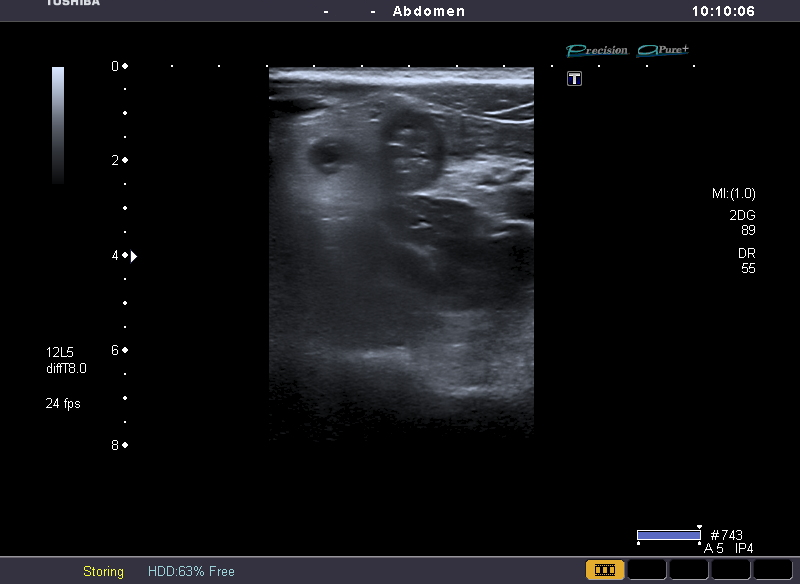 TOSHIBA
- - Abdomen 10:10:06
Precision APure+
T
0
2
4
6
8
MI:(1.0)
2DG
89
DR
55
12L5
diffT8.0
24 fps
#743
A 5 IP4
Storing HDD:63% Free